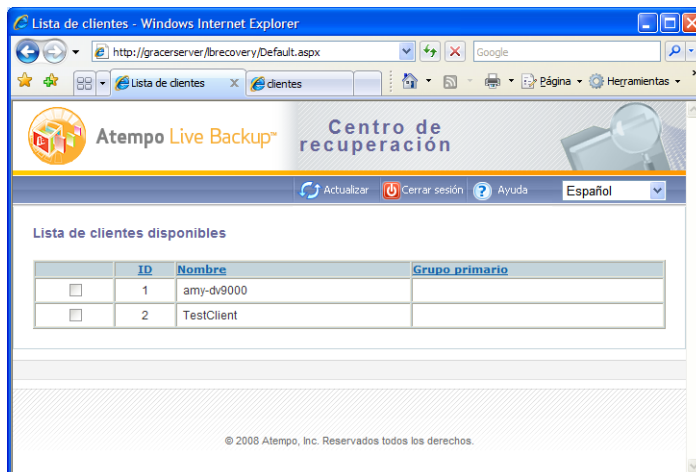 Lista de clientes - Windows Internet Explorer
http://gracerserver/lbrecovery/Default.aspx
Google
Lista de clientes X clientes
Página Herramientas
Atempo Live Backup™
Centro de
recuperación
Actualizar Cerrar sesión ? Ayuda Español
Lista de clientes disponibles
ID Nombre Grupo primario
1 amy-dv9000
2 TestClient
© 2008 Atempo, Inc. Reservados todos los derechos.